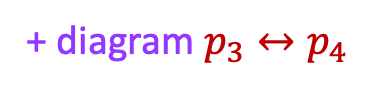 + diagram p₃ ↔ p₄